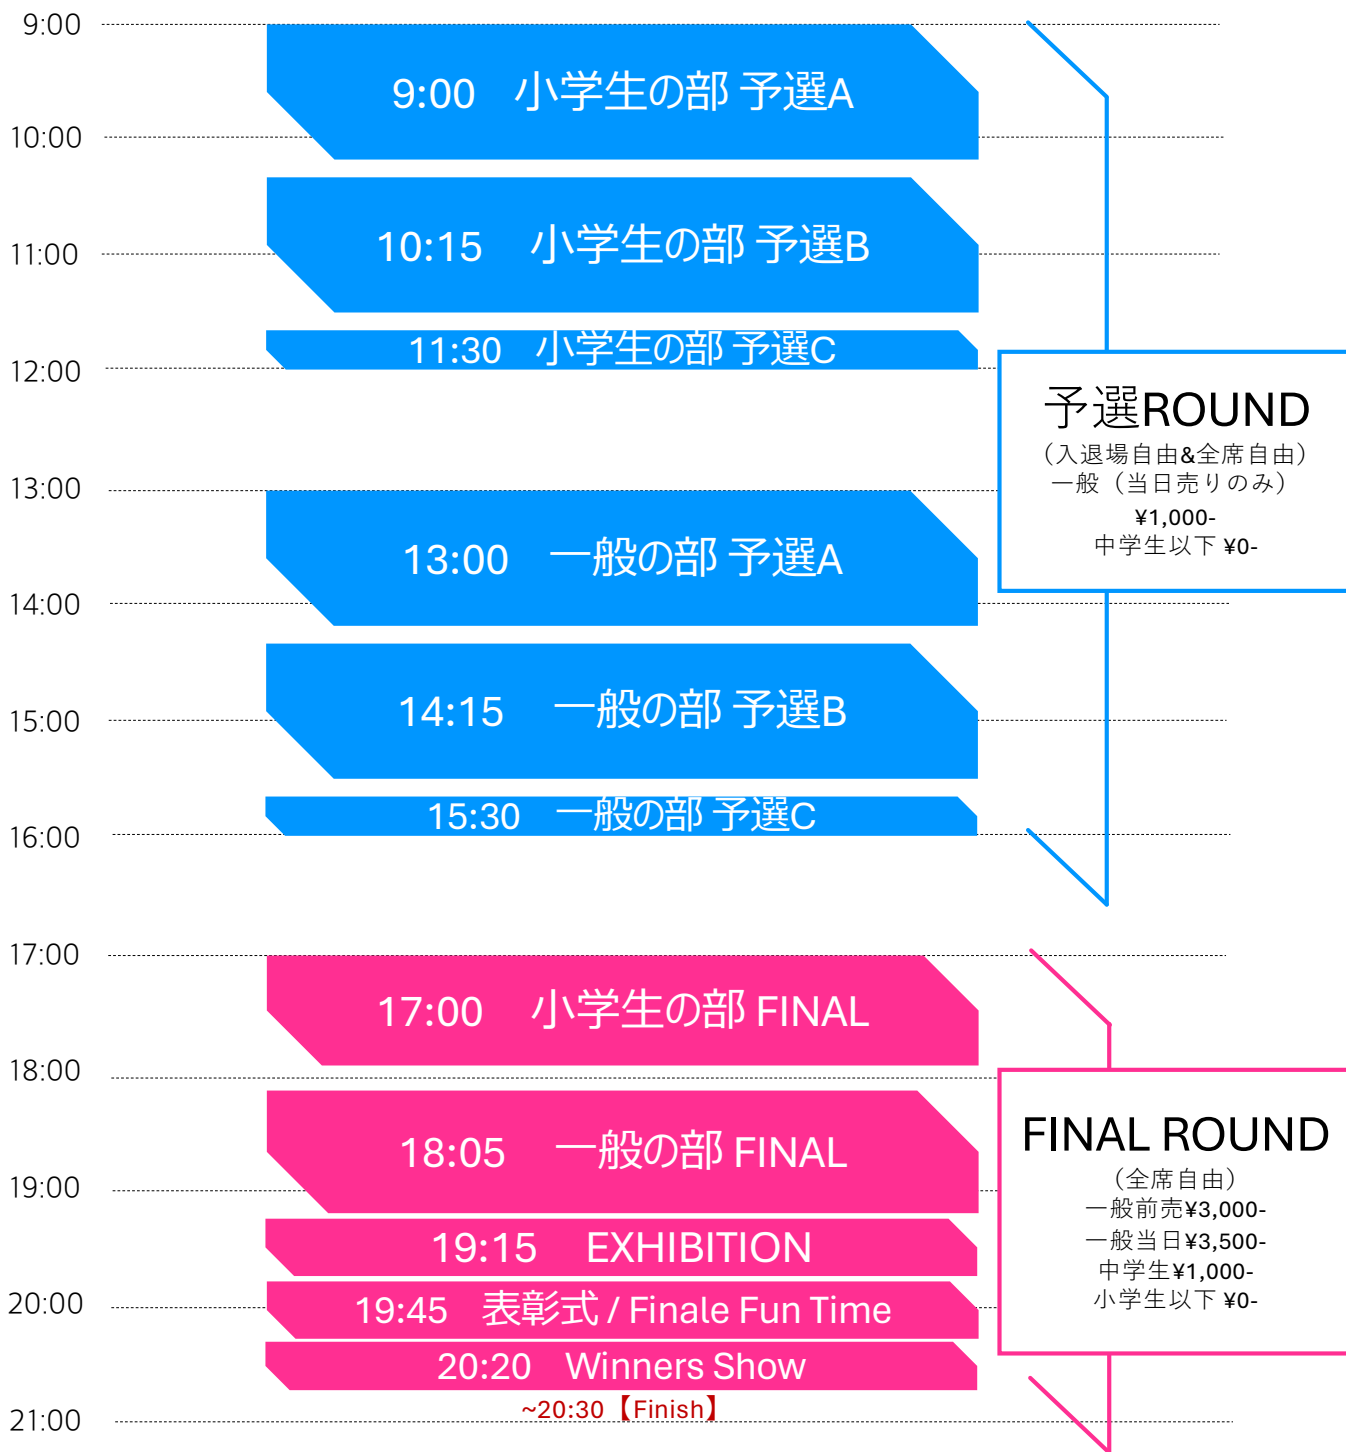 9:00
9:00 小学生の部 予選A
10:00
10:15 小学生の部 予選B
11:00
11:30 小学生の部 予選C
12:00
予選ROUND
（入退場自由&全席自由）
一般（当日売りのみ）
¥1,000-
中学生以下 ¥0-
13:00
13:00 一般の部 予選A
14:00
14:15 一般の部 予選B
15:00
15:30 一般の部 予選C
16:00
17:00
17:00 小学生の部 FINAL
18:00
18:05 一般の部 FINAL
19:00
FINAL ROUND
（全席自由）
一般前売¥3,000-
一般当日¥3,500-
中学生¥1,000-
小学生以下 ¥0-
19:15 EXHIBITION
20:00
19:45 表彰式 / Finale Fun Time
20:20 Winners Show
~20:30【Finish】
21:00